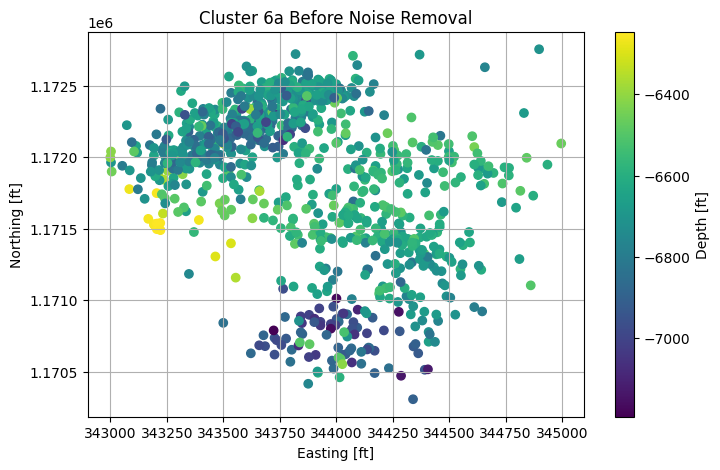 Cluster 6a Before Noise Removal
1e6
1.1725
1.1720
1.1715
1.1710
1.1705
Northing [ft]
343000 343250 343500 343750 344000 344250 344500 344750 345000
Easting [ft]
−6400
−6600
−6800
−7000
Depth [ft]